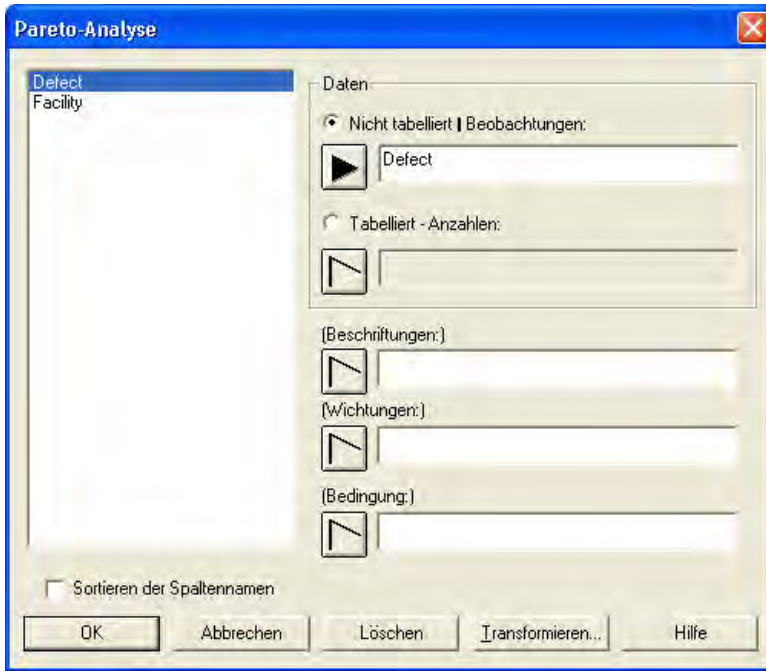 Pareto-Analyse
Defect
Facility
Daten
Nicht tabelliert | Beobachtungen:
Defect
Tabelliert - Anzahlen:
(Beschriftungen:)
(Wichtungen:)
(Bedingung:)
Sortieren der Spaltennamen
OK
Abbrechen
Löschen
Transformieren...
Hilfe